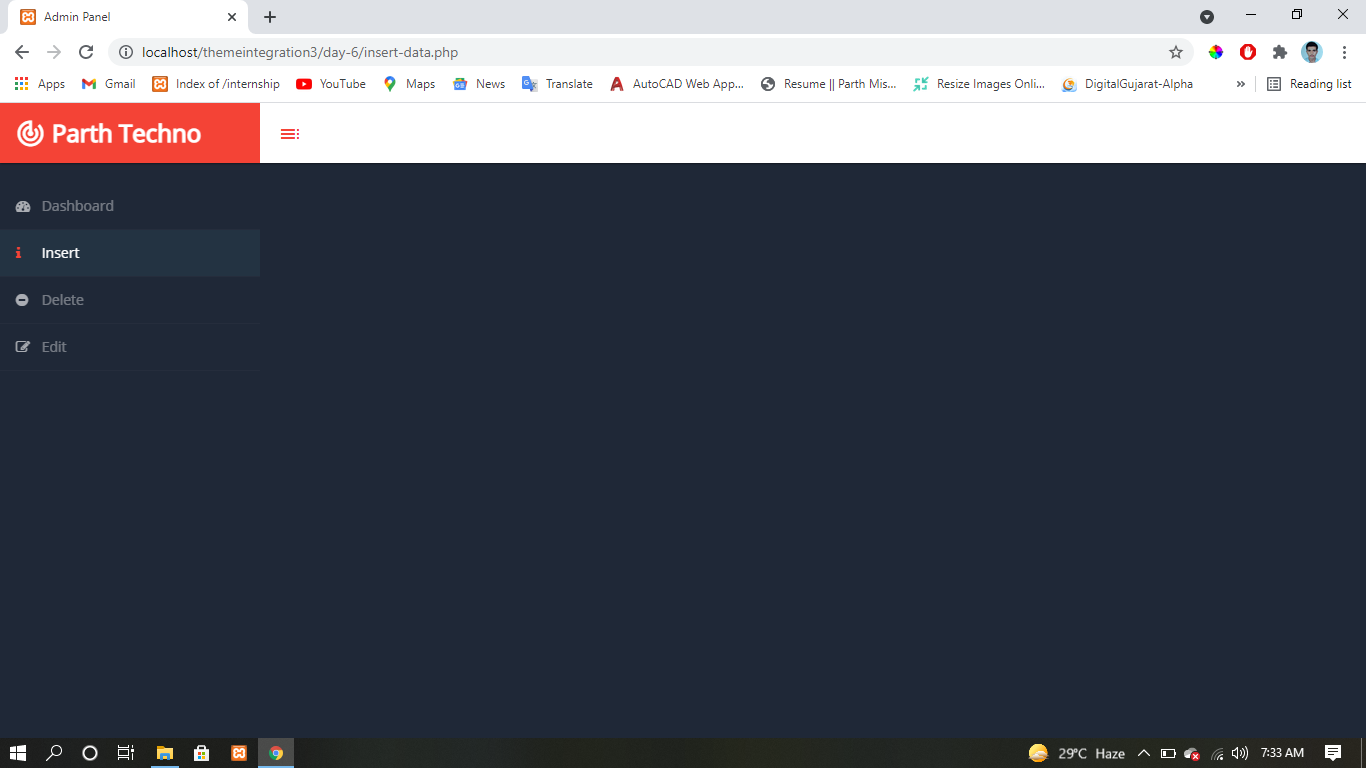 Admin Panel
localhost/themeintegration3/day-6/insert-data.php
Apps Gmail Index of /internship YouTube Maps News Translate AutoCAD Web App... Resume || Parth Mis... Resize Images Onli... DigitalGujarat-Alpha » Reading list
Parth Techno
Dashboard
Insert
Delete
Edit
29°C Haze 7:33 AM